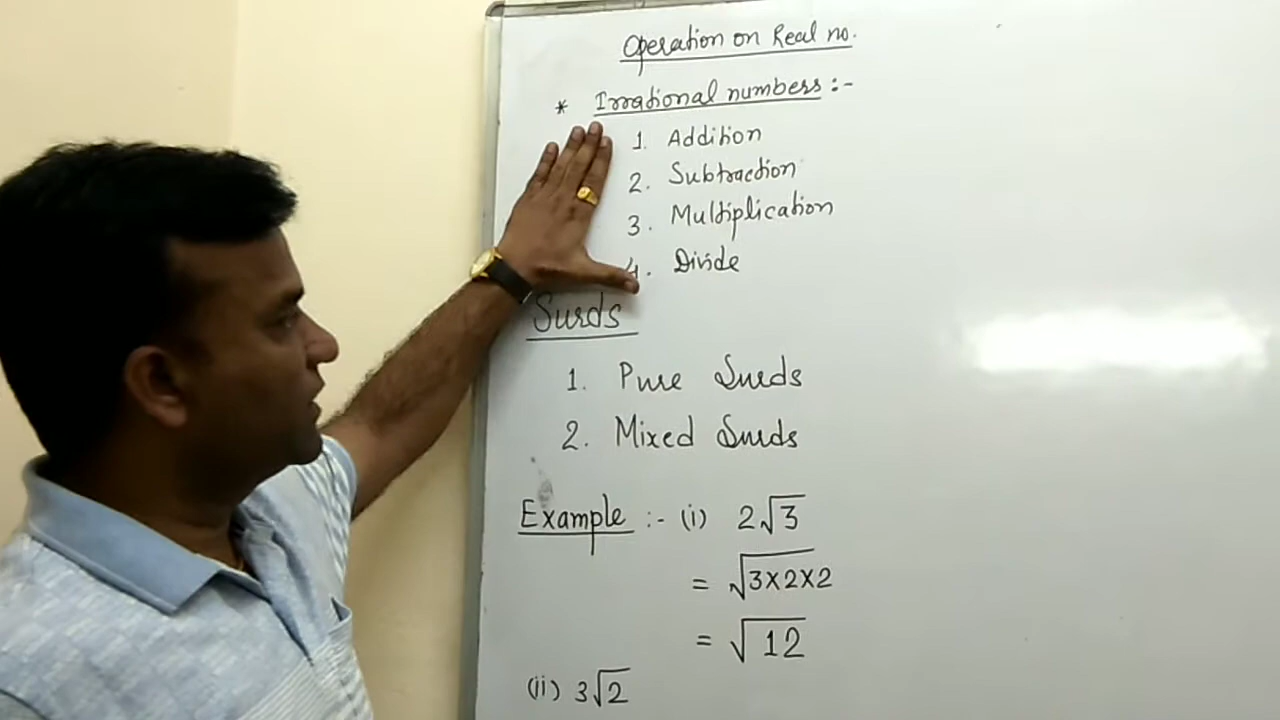 Operation on Real no.
* Irrational numbers :-
1. Addition
2. Subtraction
3. Multiplication
4. Divide
Surds
1. Pure Surds
2. Mixed Surds
Example :- (i) 2√3
= √3×2×2
= √12
(ii) 3√2